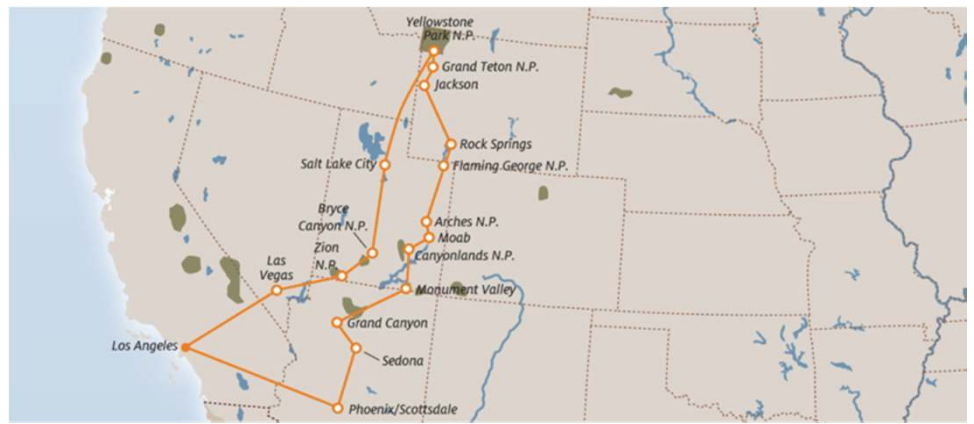 Yellowstone
Park N.P.
Grand Teton N.P.
Jackson
Rock Springs
Salt Lake City
Flaming George N.P.
Bryce
Canyon N.P.
Arches N.P.
Moab
Zion
N.P.
Canyonlands N.P.
Las
Vegas
Monument Valley
Grand Canyon
Los Angeles
Sedona
Phoenix/Scottsdale